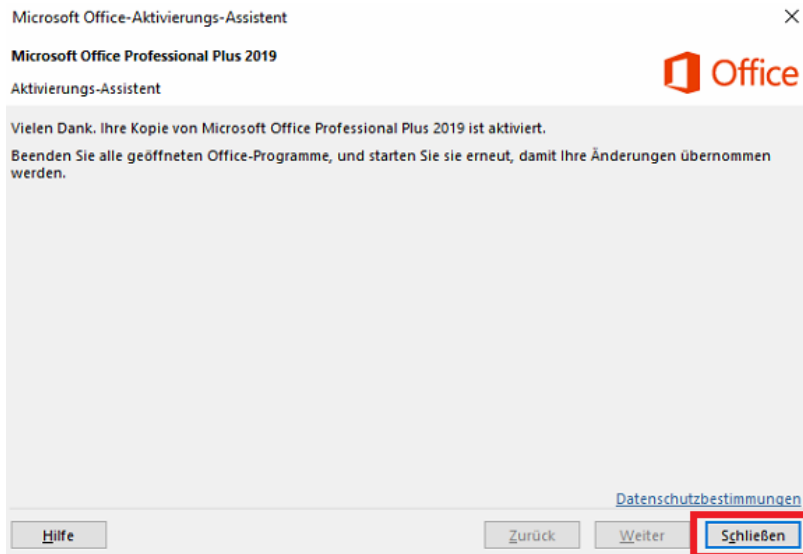 Microsoft Office-Aktivierungs-Assistent
Microsoft Office Professional Plus 2019
Office
Aktivierungs-Assistent
Vielen Dank. Ihre Kopie von Microsoft Office Professional Plus 2019 ist aktiviert.
Beenden Sie alle geöffneten Office-Programme, und starten Sie sie erneut, damit Ihre Änderungen übernommen
werden.
Datenschutzbestimmungen
Hilfe Zurück Weiter Schließen